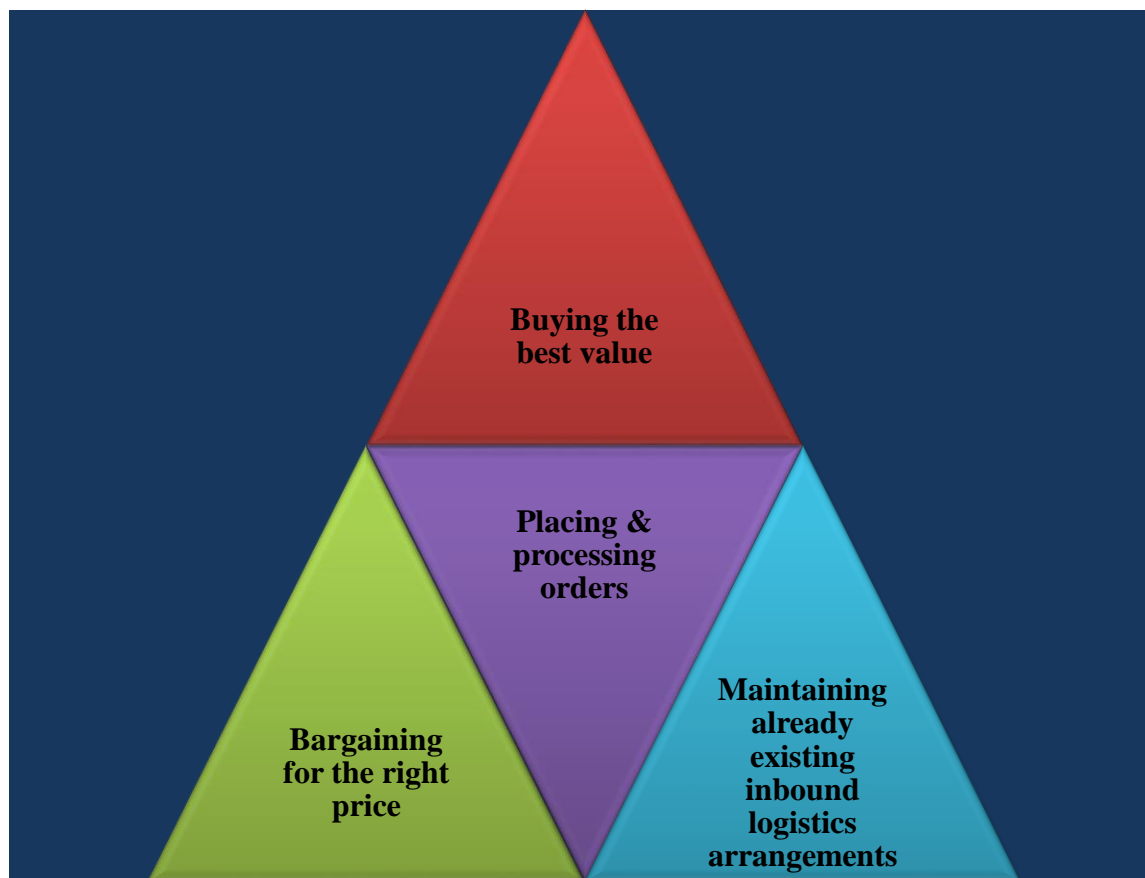 Buying the
best value
Placing &
processing
orders
Bargaining
for the right
price
Maintaining
already
existing
inbound
logistics
arrangements